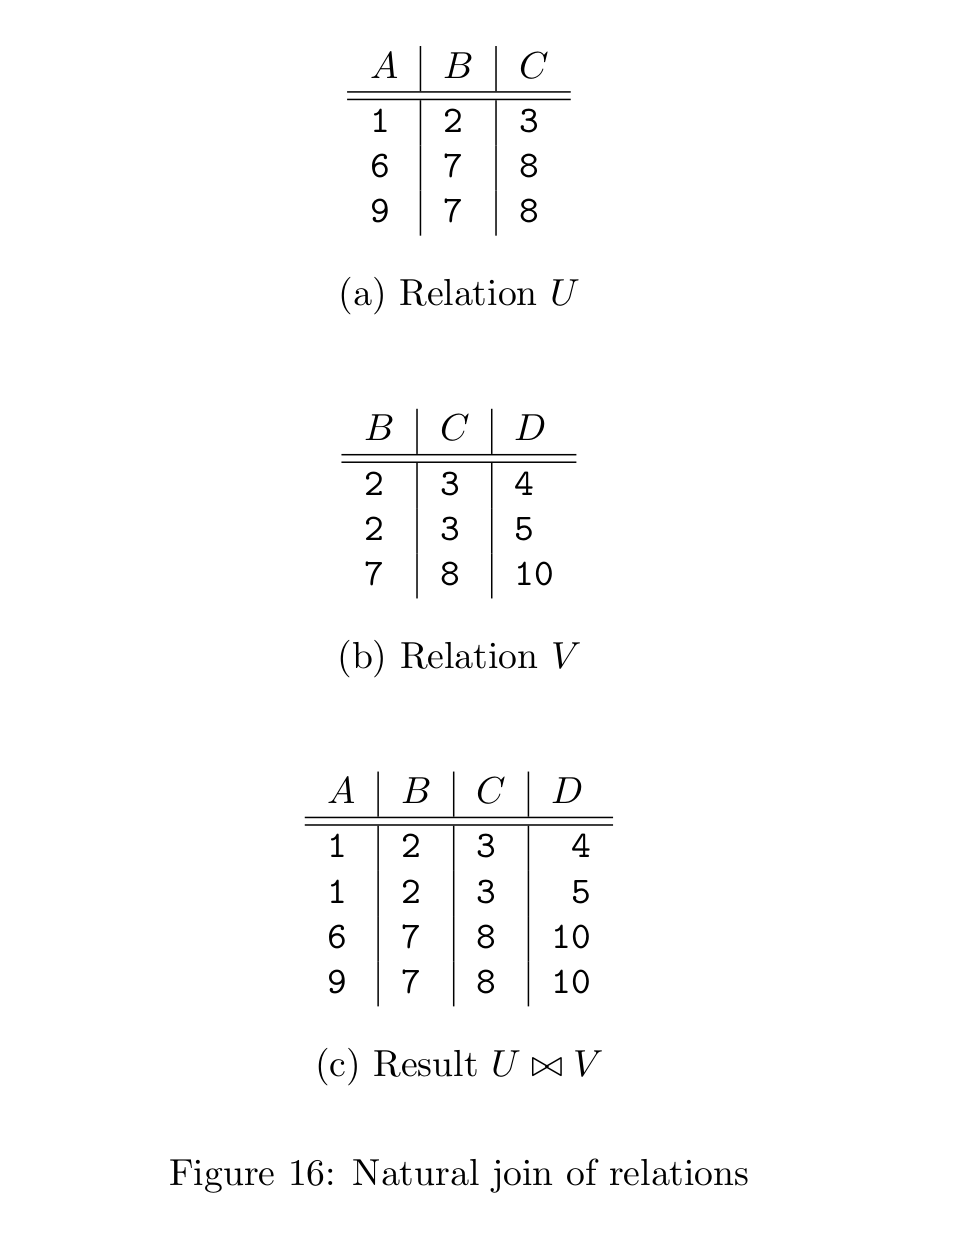 A B C
1 2 3
6 7 8
9 7 8
(a) Relation U
B C D
2 3 4
2 3 5
7 8 10
(b) Relation V
A B C D
1 2 3 4
1 2 3 5
6 7 8 10
9 7 8 10
(c) Result U ⋈ V
Figure 16: Natural join of relations